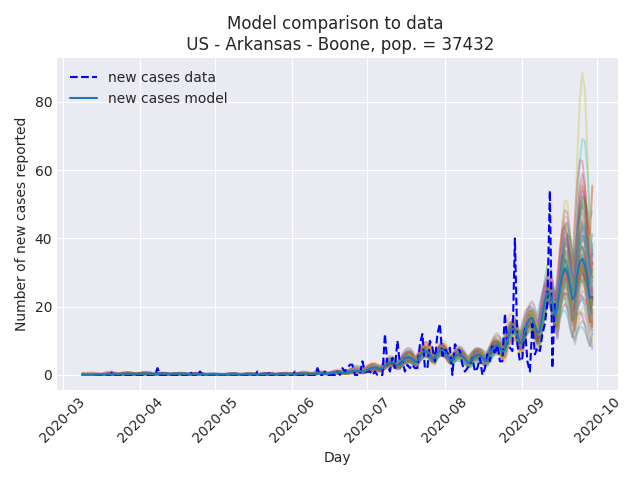 Model comparison to data
US - Arkansas - Boone, pop. = 37432
new cases data
new cases model
Number of new cases reported
80
60
40
20
0
2020-03
2020-04
2020-05
2020-06
2020-07
2020-08
2020-09
2020-10
Day